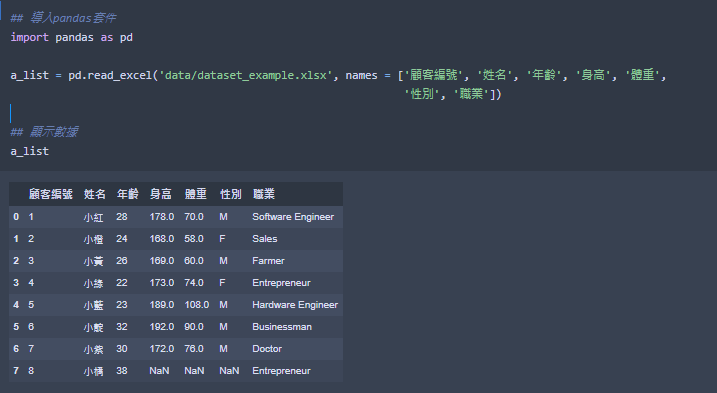 ## 導入pandas套件
import pandas as pd
a_list = pd.read_excel('data/dataset_example.xlsx', names = ['顧客編號', '姓名', '年齡', '身高', '體重',
'性別', '職業'])
## 顯示數據
a_list
顧客編號 姓名 年齡 身高 體重 性別 職業
0 1 小紅 28 178.0 70.0 M Software Engineer
1 2 小橙 24 168.0 58.0 F Sales
2 3 小黃 26 169.0 60.0 M Farmer
3 4 小綠 22 173.0 74.0 F Entrepreneur
4 5 小藍 23 189.0 108.0 M Hardware Engineer
5 6 小靛 32 192.0 90.0 M Businessman
6 7 小紫 30 172.0 76.0 M Doctor
7 8 小橘 38 NaN NaN NaN Entrepreneur